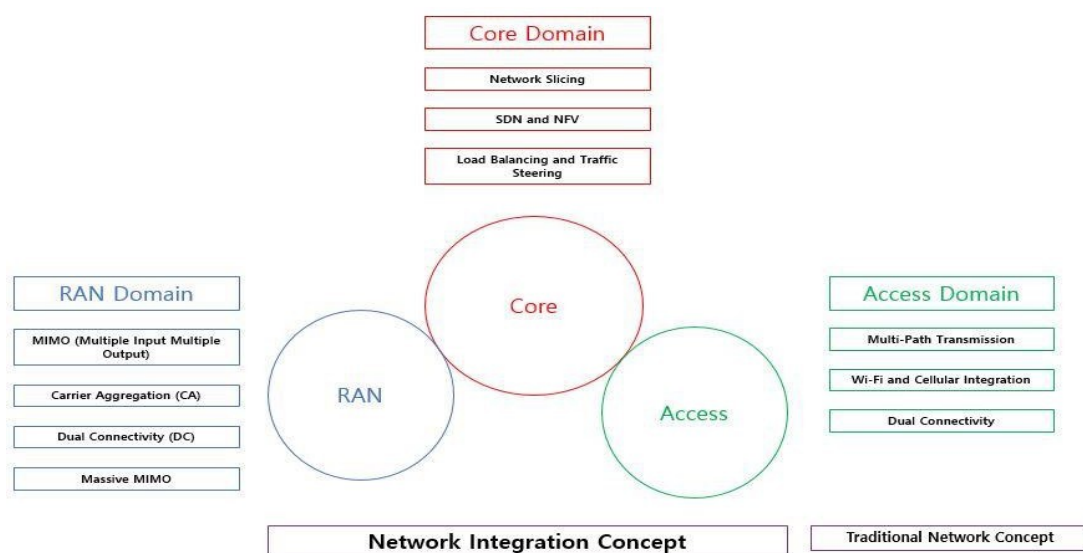 Core Domain
Network Slicing
SDN and NFV
Load Balancing and Traffic
Steering
RAN Domain
MIMO (Multiple Input Multiple
Output)
Carrier Aggregation (CA)
Dual Connectivity (DC)
Massive MIMO
Core
RAN
Access
Access Domain
Multi-Path Transmission
Wi-Fi and Cellular Integration
Dual Connectivity
Network Integration Concept
Traditional Network Concept